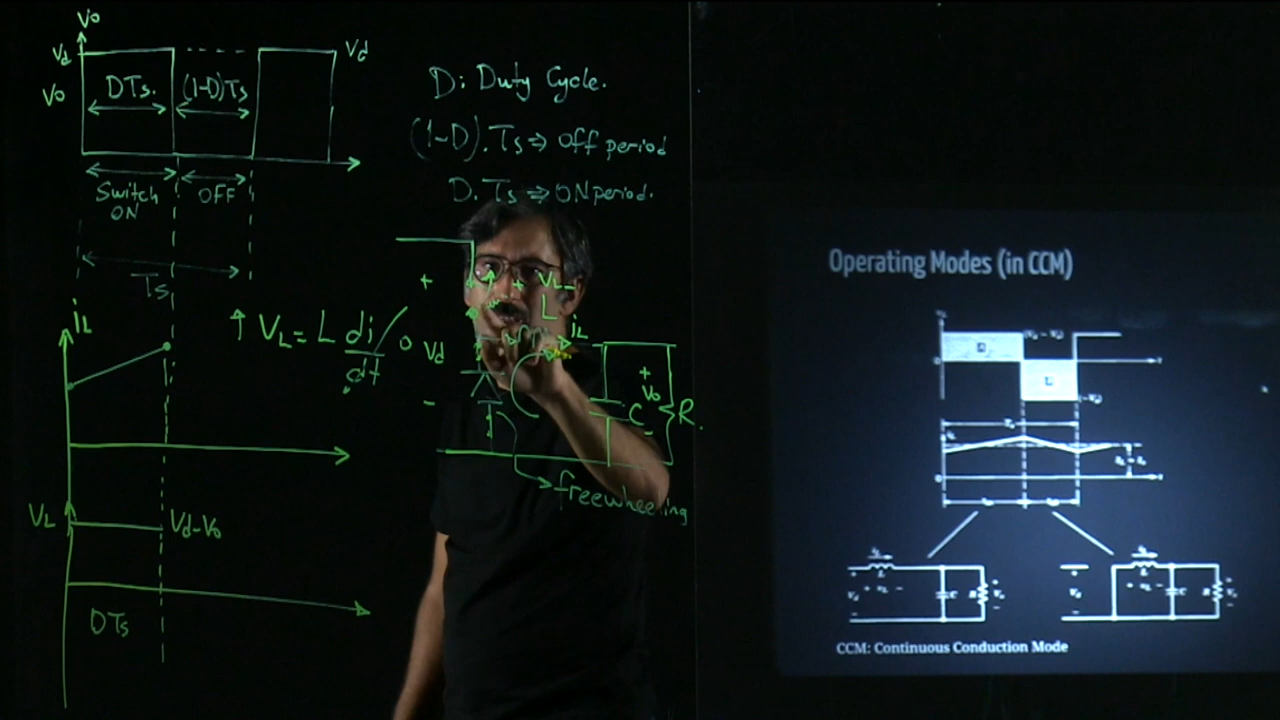 Vo
Vd
Vd
Vo
DTs.
(1-D)Ts
Switch
ON
OFF
Ts
D: Duty Cycle.
(1-D).Ts ⇒ Off period
D.Ts ⇒ ON period.
iL
↑ VL = L di/dt
o
+
Vd
-
+ VL -
L
iL
+
Vo
-
C
R.
freewheeling
VL
Vd-Vo
DTs
Operating Modes (in CCM)
CCM: Continuous Conduction Mode